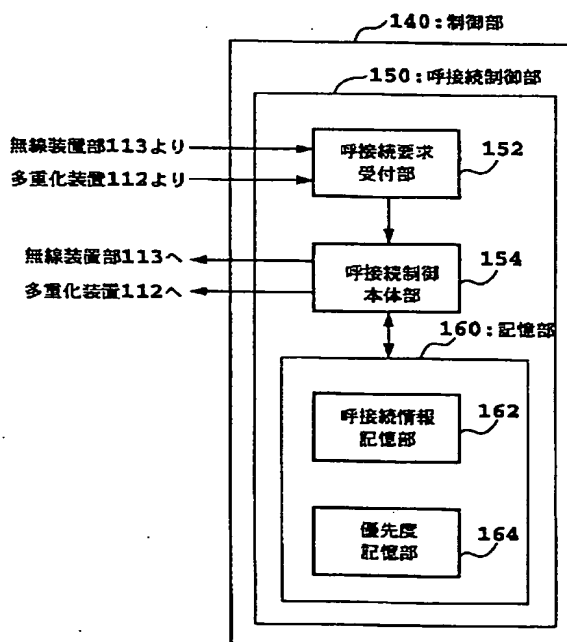 140:制御部
150:呼接続制御部
無線装置部113より
多重化装置112より
呼接続要求
受付部
152
無線装置部113へ
多重化装置112へ
呼接続制御
本体部
154
160:記憶部
呼接続情報
記憶部
162
優先度
記憶部
164